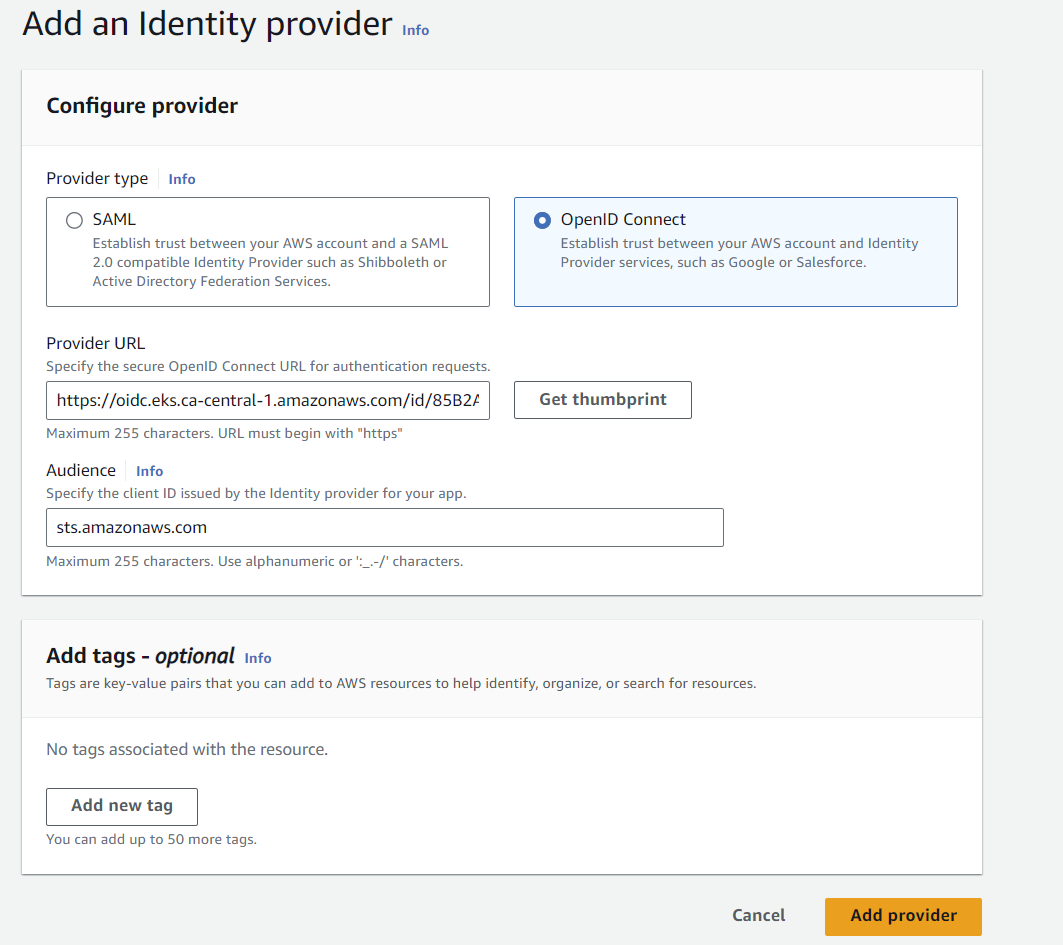 Add an Identity provider Info
Configure provider
Provider type Info
SAML
Establish trust between your AWS account and a SAML
2.0 compatible Identity Provider such as Shibboleth or
Active Directory Federation Services.
OpenID Connect
Establish trust between your AWS account and Identity
Provider services, such as Google or Salesforce.
Provider URL
Specify the secure OpenID Connect URL for authentication requests.
https://oidc.eks.ca-central-1.amazonaws.com/id/85B2A
Get thumbprint
Maximum 255 characters. URL must begin with "https"
Audience Info
Specify the client ID issued by the Identity provider for your app.
sts.amazonaws.com
Maximum 255 characters. Use alphanumeric or ':_.-/' characters.
Add tags - optional Info
Tags are key-value pairs that you can add to AWS resources to help identify, organize, or search for resources.
No tags associated with the resource.
Add new tag
You can add up to 50 more tags.
Cancel
Add provider